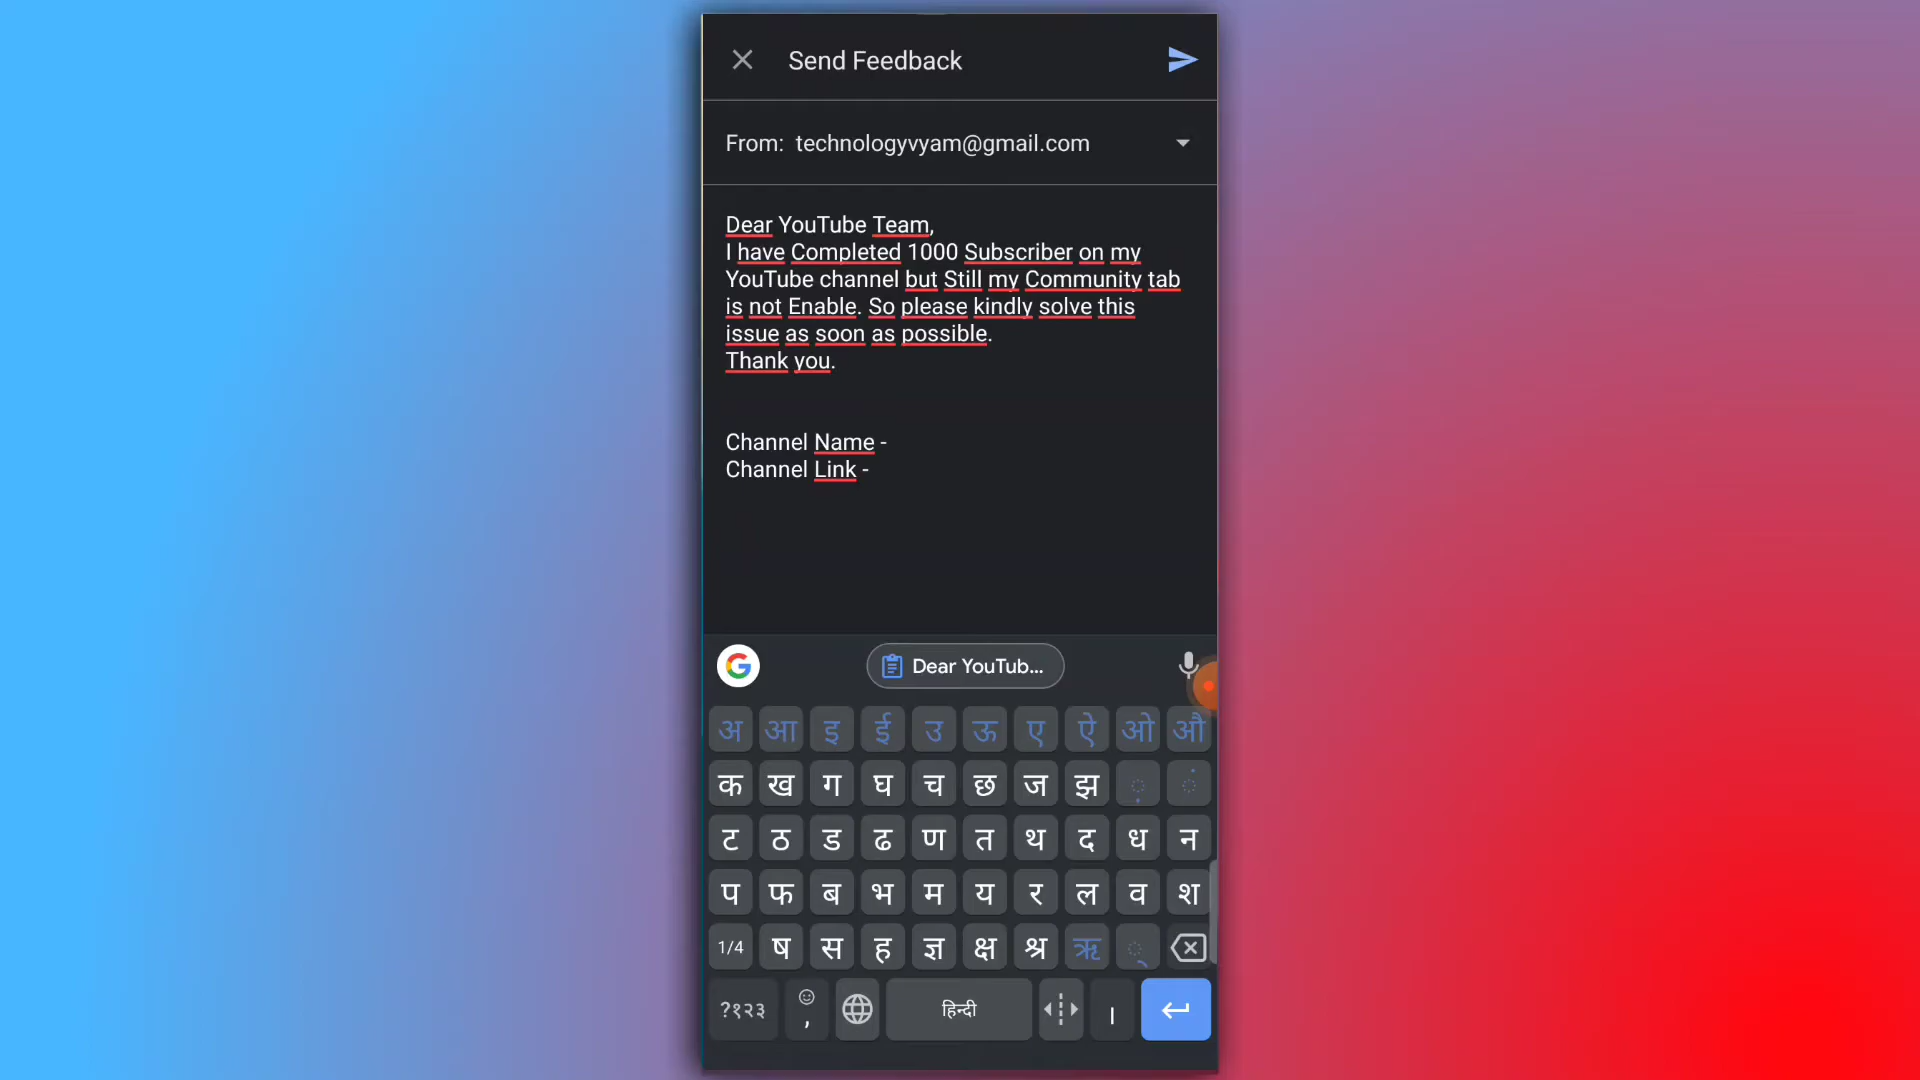 Send Feedback
From: technologyvyam@gmail.com
Dear YouTube Team,
I have Completed 1000 Subscriber on my
YouTube channel but Still my Community tab
is not Enable. So please kindly solve this
issue as soon as possible.
Thank you.
Channel Name -
Channel Link -
Dear YouTub...
अ आ इ ई उ ऊ ए ऐ ओ औ
क ख ग घ च छ ज झ ़ ं
ट ठ ड ढ ण त थ द ध न
प फ ब भ म य र ल व श
1/4 ष स ह ज्ञ क्ष श्र ऋ ्
?१२३ , हिन्दी ।